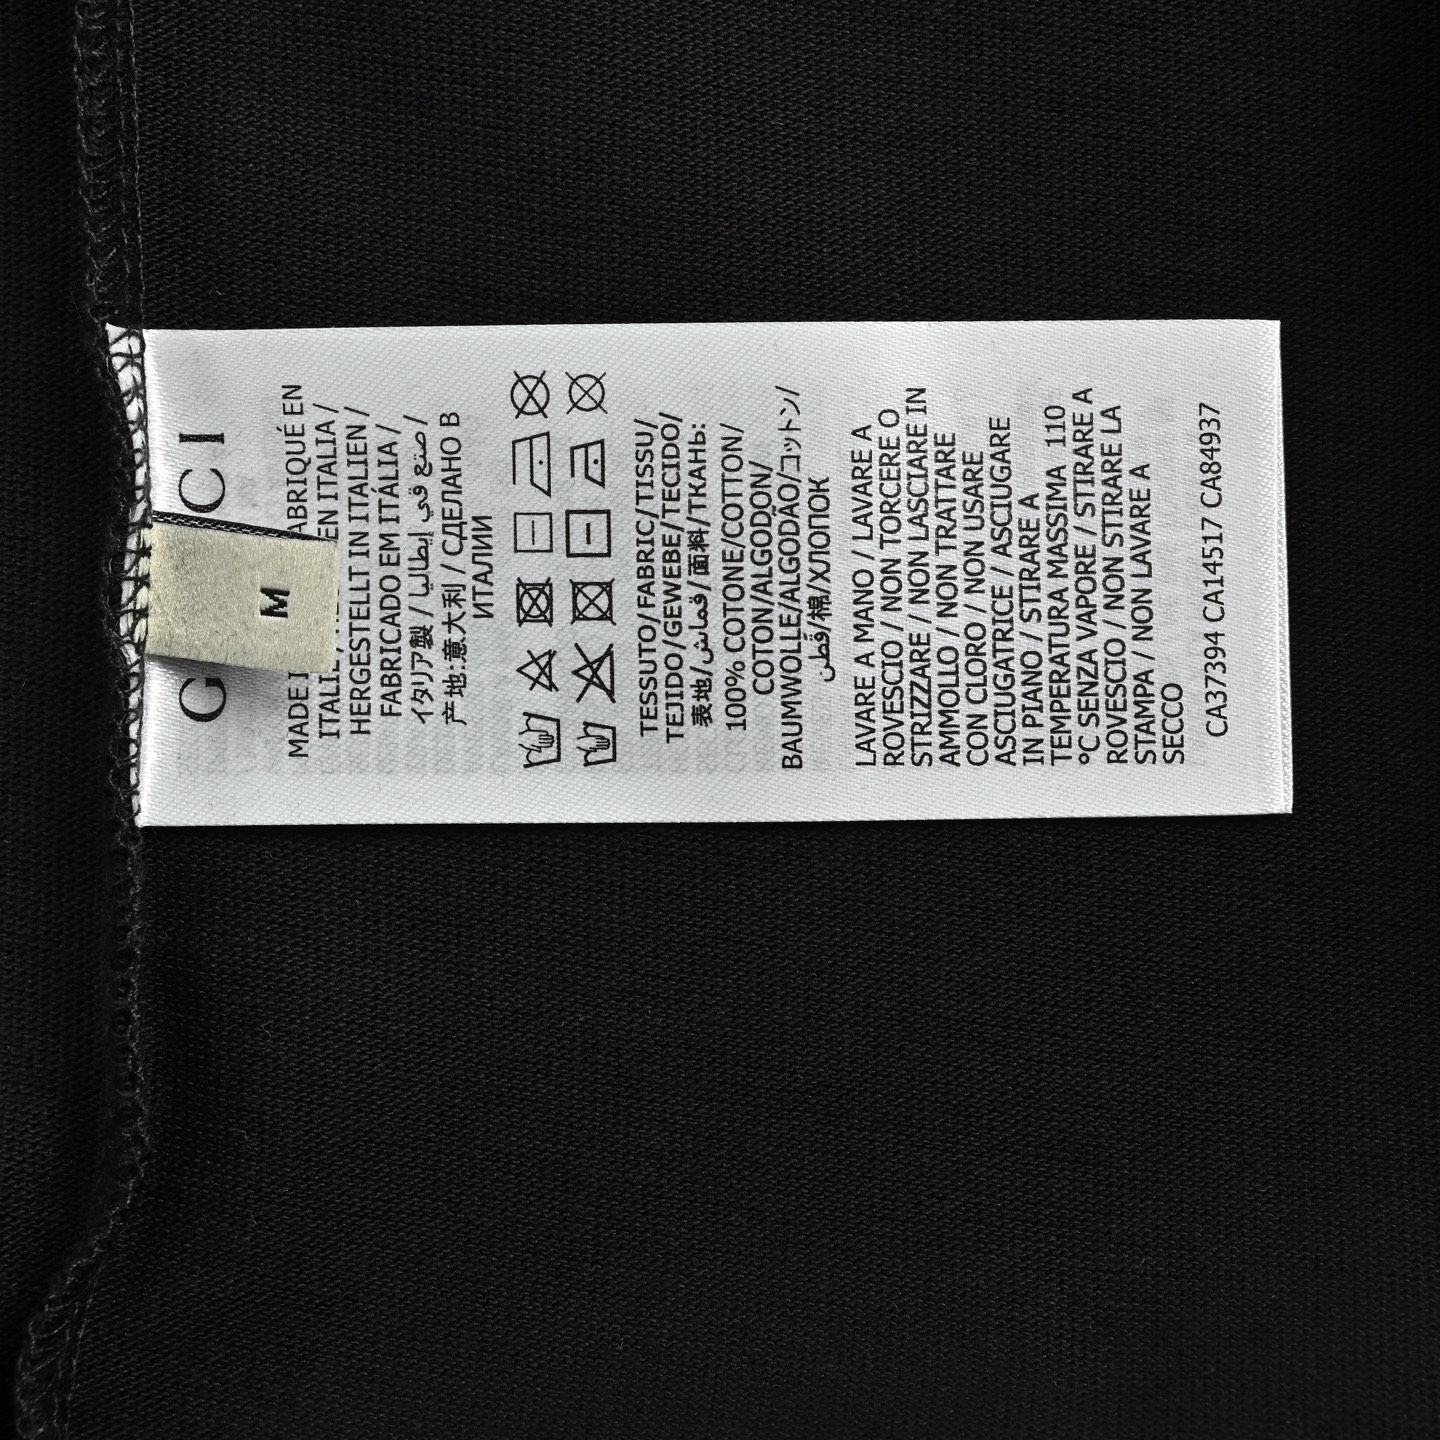 G CI
M
MADE I ABRIQUÉ EN
ITALIE / EN ITALIA /
HERGESTELLT IN ITALIEN /
FABRICADO EM ITÁLIA /
イタリア製 / صنع في إيطاليا /
产地:意大利 / СДЕЛАНО В
ИТАЛИИ
TESSUTO/FABRIC/TISSU/
TEJIDO/GEWEBE/TECIDO/
表地/قماش/面料/ТКАНЬ:
100% COTONE/COTTON/
COTON/ALGODON/
BAUMWOLLE/ALGODÃO/コットン/
قطن/棉/ХЛОПОК
LAVARE A MANO / LAVARE A
ROVESCIO / NON TORCERE O
STRIZZARE / NON LASCIARE IN
AMMOLLO / NON TRATTARE
CON CLORO / NON USARE
ASCIUGATRICE / ASCIUGARE
IN PIANO / STIRARE A
TEMPERATURA MASSIMA 110
°C SENZA VAPORE / STIRARE A
ROVESCIO / NON STIRARE LA
STAMPA / NON LAVARE A
SECCO
CA37394 CA14517 CA84937